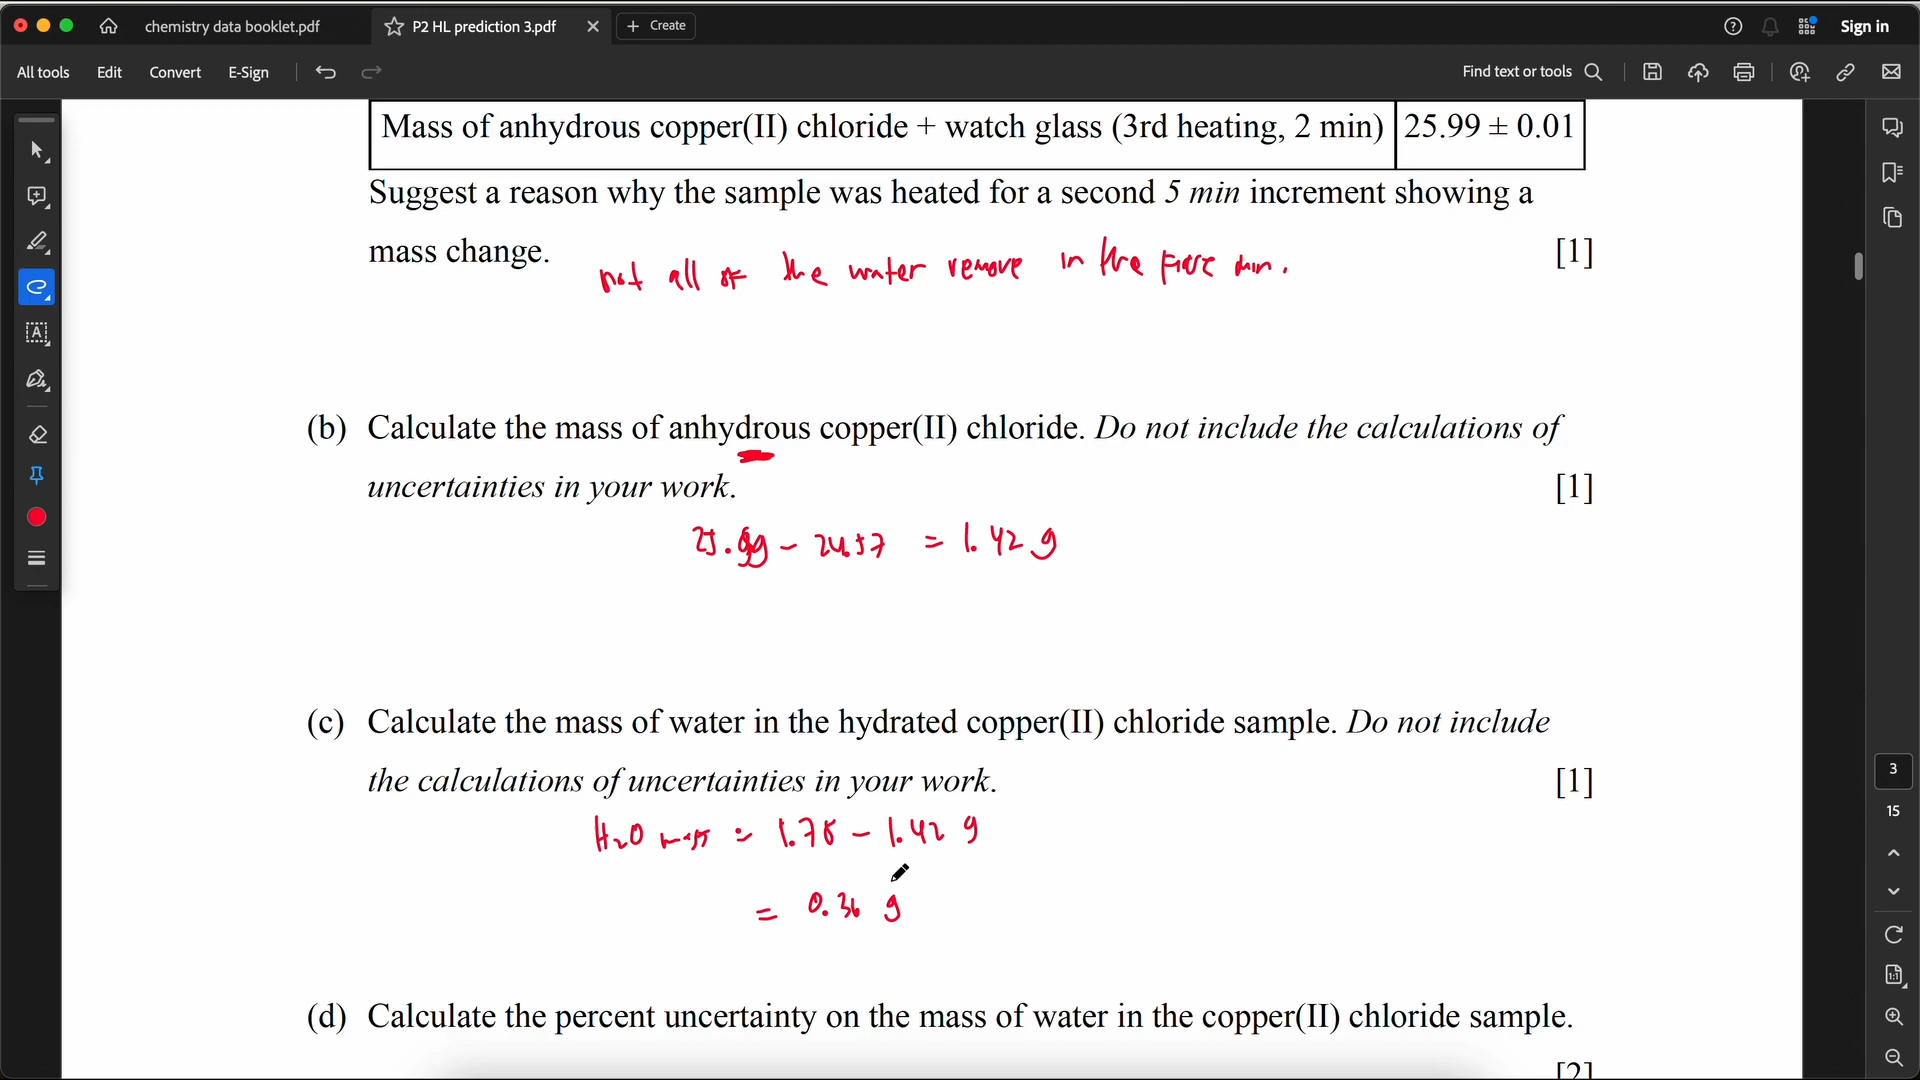 chemistry data booklet.pdf
P2 HL prediction 3.pdf
Create
Sign in
All tools
Edit
Convert
E-Sign
Find text or tools
Mass of anhydrous copper(II) chloride + watch glass (3rd heating, 2 min) 25.99 ± 0.01
Suggest a reason why the sample was heated for a second 5 min increment showing a
mass change. [1]
not all of the water remove in the min.
(b) Calculate the mass of anhydrous copper(II) chloride. Do not include the calculations of
uncertainties in your work. [1]
25.99 - 24.57 = 1.42 g
(c) Calculate the mass of water in the hydrated copper(II) chloride sample. Do not include
the calculations of uncertainties in your work. [1]
H2O mass = 1.78 - 1.42 g
= 0.36 g
(d) Calculate the percent uncertainty on the mass of water in the copper(II) chloride sample.
[2]
3
15